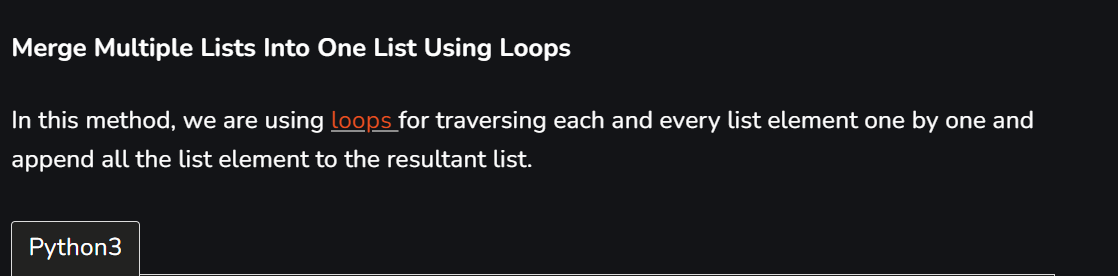 Merge Multiple Lists Into One List Using Loops
In this method, we are using loops for traversing each and every list element one by one and
append all the list element to the resultant list.
Python3